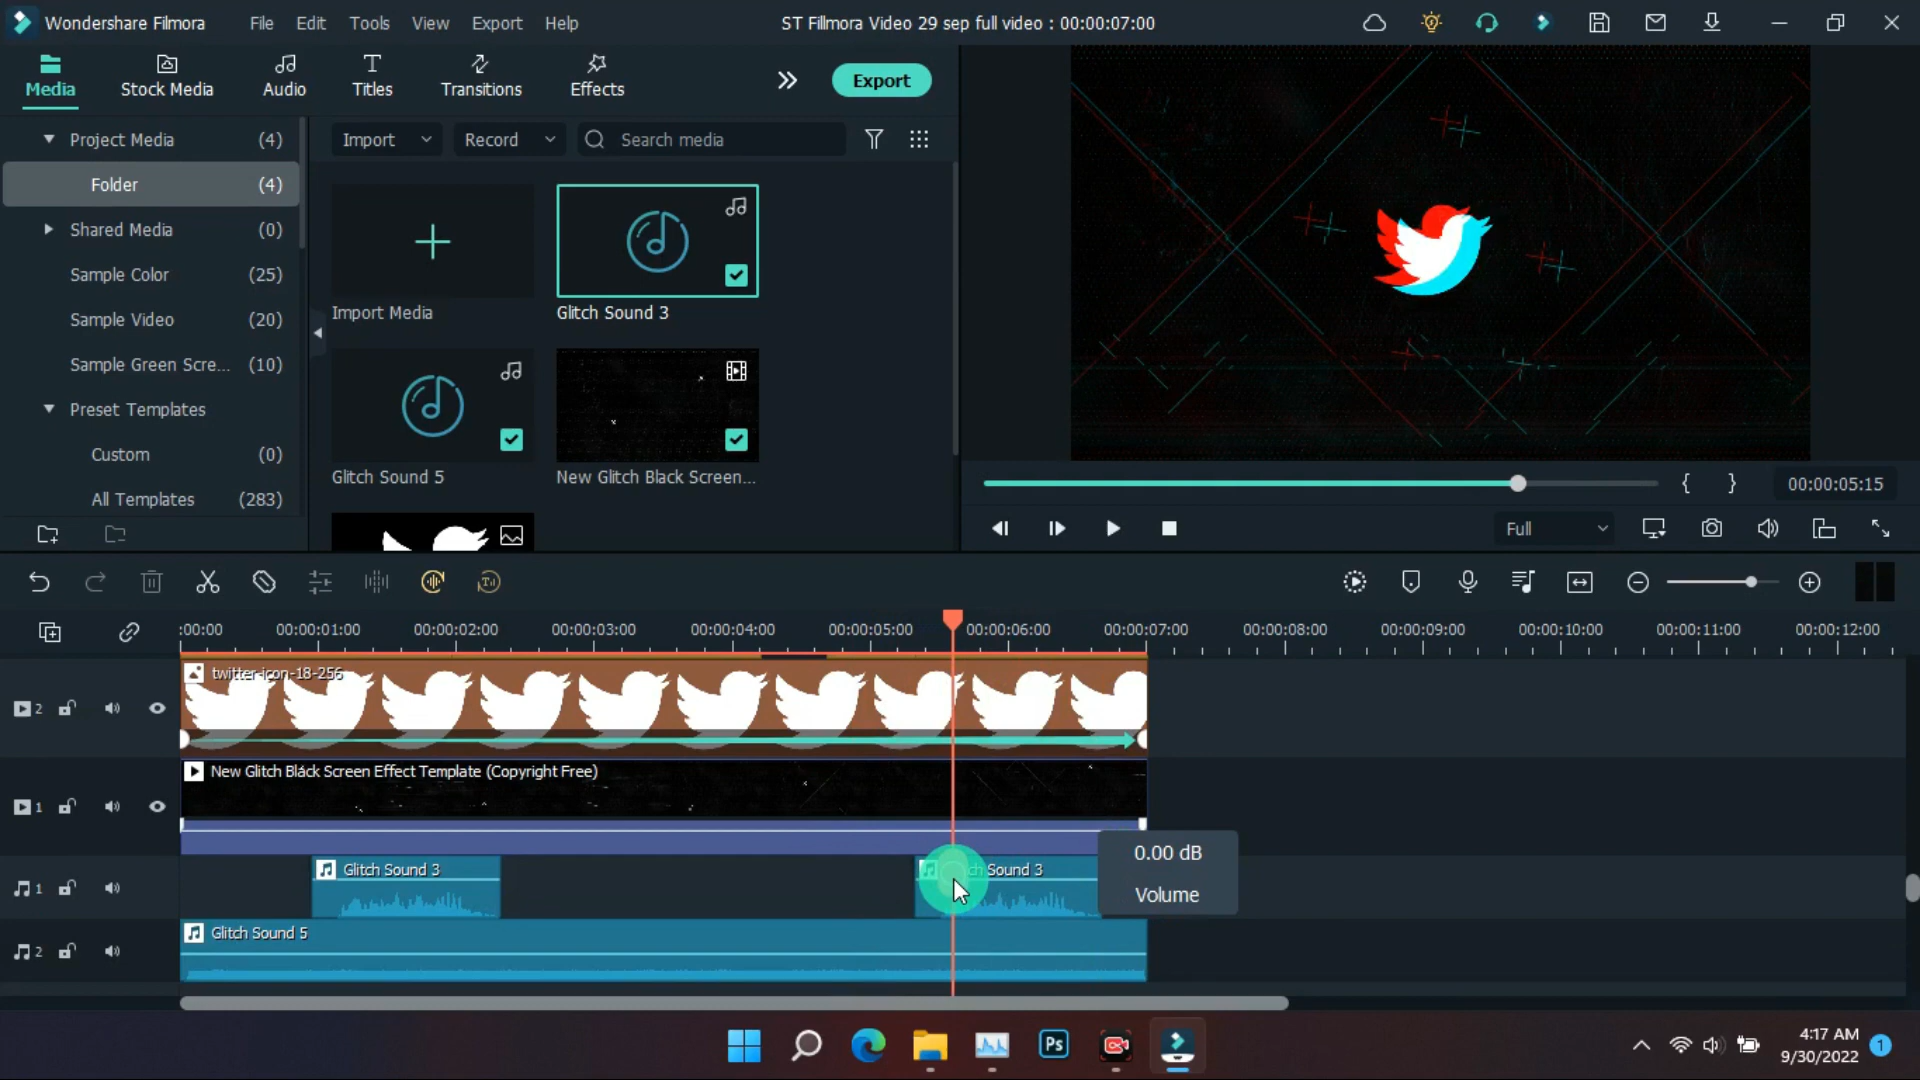 Wondershare Filmora File Edit Tools View Export Help ST Fillmora Video 29 sep full video : 00:00:07:00
Media Stock Media Audio Titles Transitions Effects Export
Project Media (4)
Folder (4)
Shared Media (0)
Sample Color (25)
Sample Video (20)
Sample Green Scre... (10)
Preset Templates
Custom (0)
All Templates (283)
Import Record Search media
Import Media Glitch Sound 3
Glitch Sound 5 New Glitch Black Screen...
{ } 00:00:05:15
Full
:00:00 00:00:01:00 00:00:02:00 00:00:03:00 00:00:04:00 00:00:05:00 00:00:06:00 00:00:07:00 00:00:08:00 00:00:09:00 00:00:10:00 00:00:11:00 00:00:12:00
twitter-icon-18-256
2
New Glitch Black Screen Effect Template (Copyright Free)
1
0.00 dB
Volume
Glitch Sound 3 ch Sound 3
1
Glitch Sound 5
2
Ps
4:17 AM
9/30/2022 1